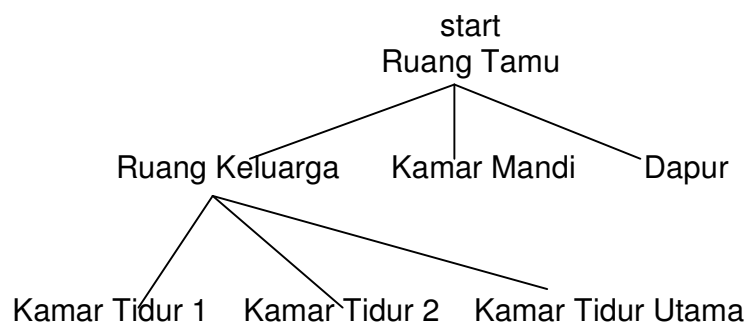 start
Ruang Tamu
Ruang Keluarga Kamar Mandi Dapur
Kamar Tidur 1 Kamar Tidur 2 Kamar Tidur Utama